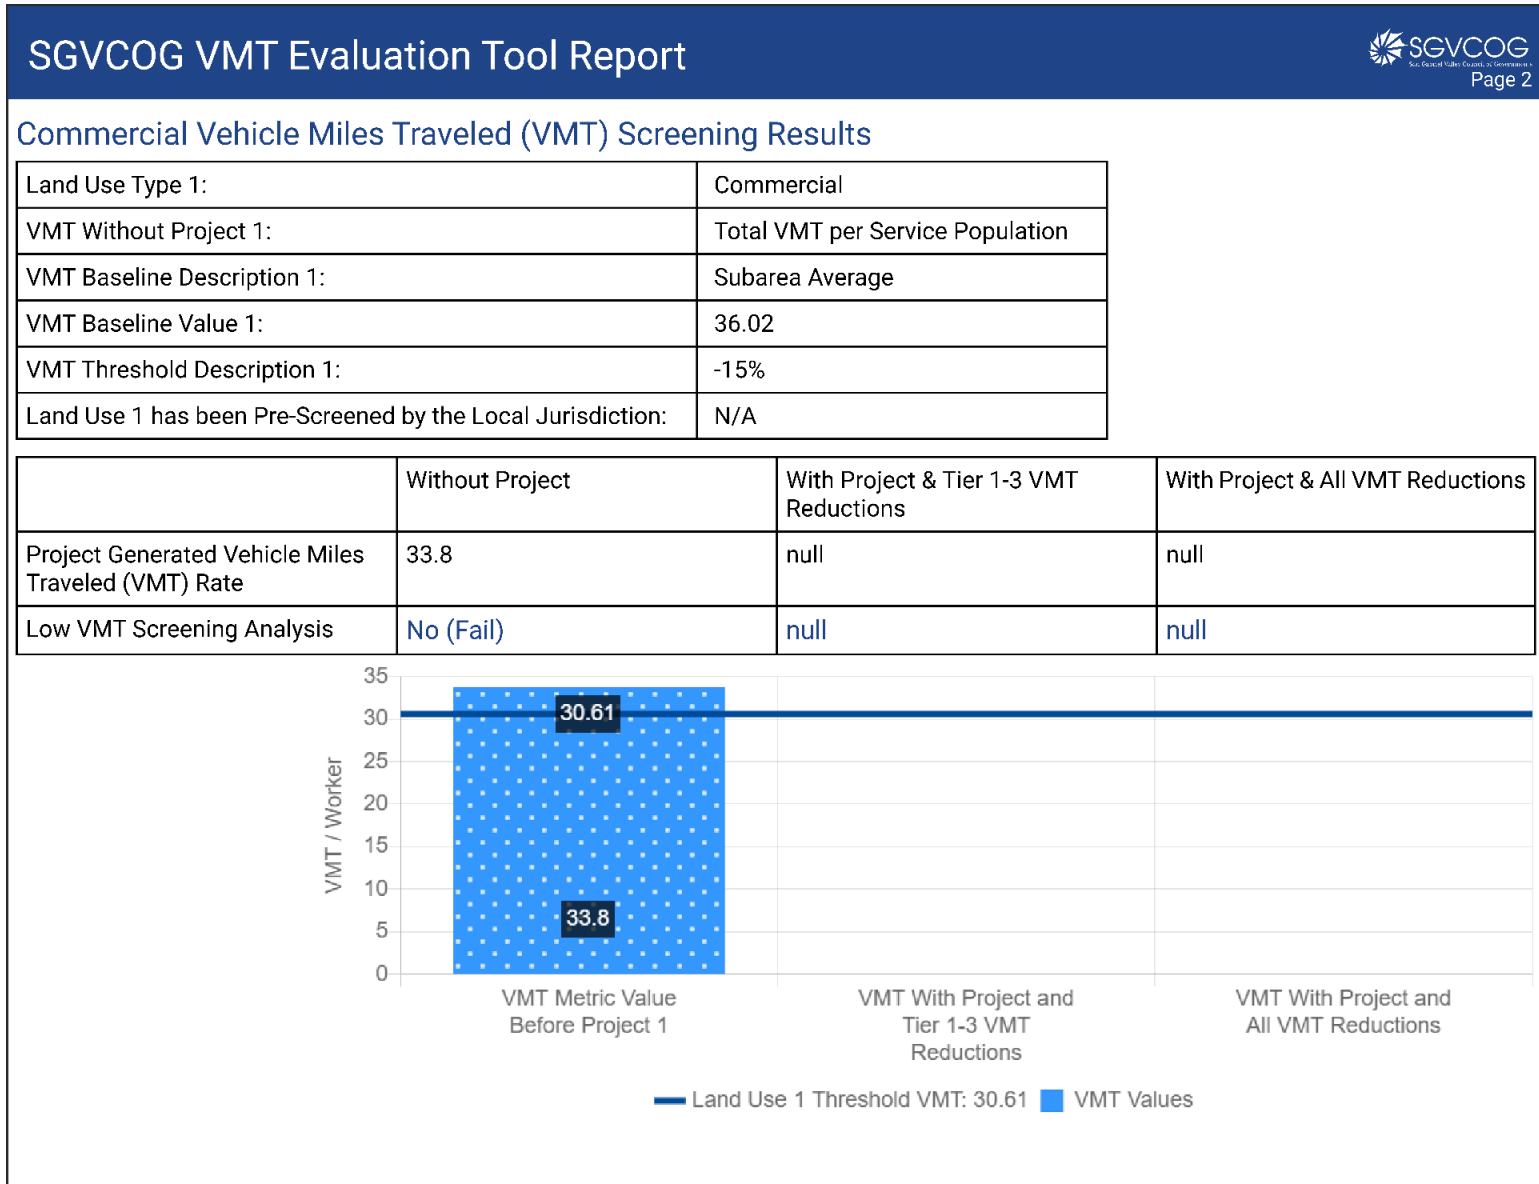 SGVCOG VMT Evaluation Tool Report
SGVCOG
San Gabriel Valley Council of Governments
Page 2
Commercial Vehicle Miles Traveled (VMT) Screening Results
Land Use Type 1: Commercial
VMT Without Project 1: Total VMT per Service Population
VMT Baseline Description 1: Subarea Average
VMT Baseline Value 1: 36.02
VMT Threshold Description 1: -15%
Land Use 1 has been Pre-Screened by the Local Jurisdiction: N/A
Without Project
With Project & Tier 1-3 VMT
Reductions
With Project & All VMT Reductions
Project Generated Vehicle Miles
Traveled (VMT) Rate
33.8
null
null
Low VMT Screening Analysis
No (Fail)
null
null
35
30
25
20
15
10
5
0
VMT / Worker
30.61
33.8
VMT Metric Value
Before Project 1
VMT With Project and
Tier 1-3 VMT
Reductions
VMT With Project and
All VMT Reductions
Land Use 1 Threshold VMT: 30.61
VMT Values